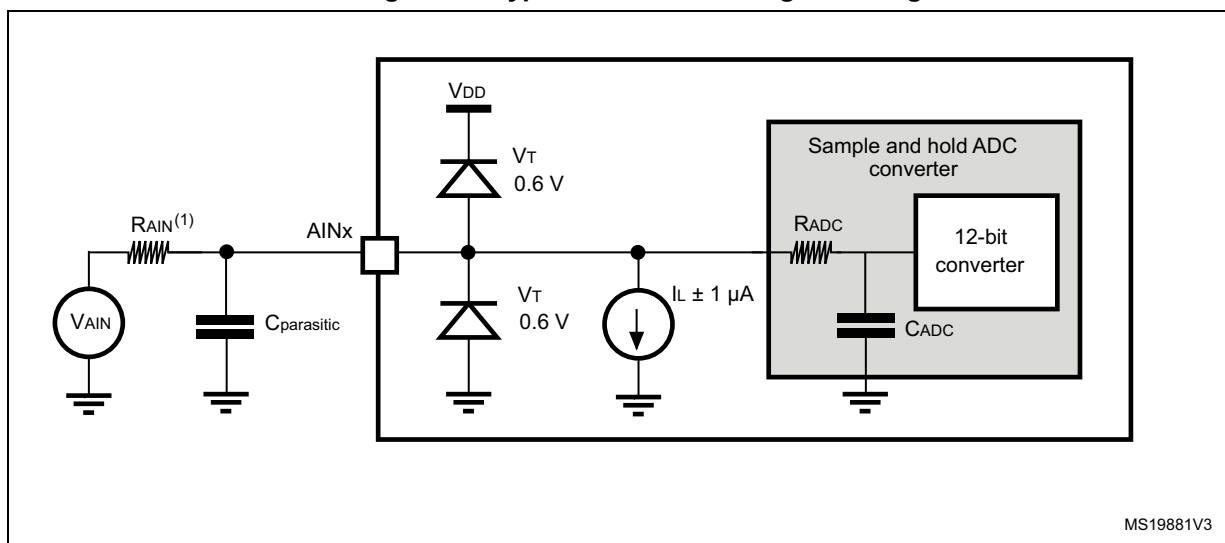 VDD
Sample and hold ADC
converter
VT
0.6 V
RAIN(1)
AINx
RADC
12-bit
converter
VT
0.6 V
IL ± 1 µA
VAIN
Cparasitic
CADC
MS19881V3